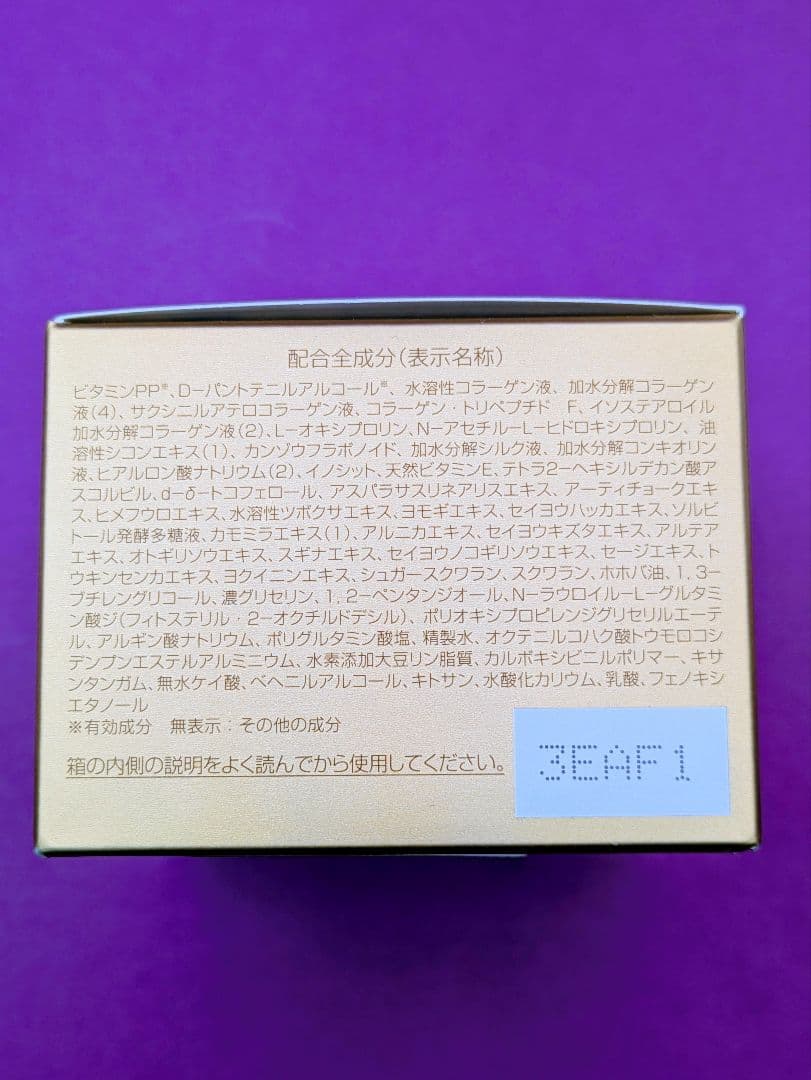 配合全成分(表示名称)
ビタミンPP※、D−パントテニルアルコール※、水溶性コラーゲン液、加水分解コラーゲン
液(4)、サクシニルアテロコラーゲン液、コラーゲン・トリペプチド F、イソステアロイル
加水分解コラーゲン液(2)、L−オキシプロリン、N−アセチル−L−ヒドロキシプロリン、油
溶性シコンエキス(1)、カンゾウフラボノイド、加水分解シルク液、加水分解コンキオリン
液、ヒアルロン酸ナトリウム(2)、イノシット、天然ビタミンE、テトラ2−ヘキシルデカン酸ア
スコルビル、d−δ−トコフェロール、アスパラサスリネアリスエキス、アーティチョークエキ
ス、ヒメフウロエキス、水溶性ツボクサエキス、ヨモギエキス、セイヨウハッカエキス、ソルビ
トール発酵多糖液、カモミラエキス(1)、アルニカエキス、セイヨウキズタエキス、アルテア
エキス、オトギリソウエキス、スギナエキス、セイヨウノコギリソウエキス、セージエキス、ト
ウキンセンカエキス、ヨクイニンエキス、シュガースクワラン、スクワラン、ホホバ油、1，3−
ブチレングリコール、濃グリセリン、1，2−ペンタンジオール、N−ラウロイル−L−グルタミ
ン酸ジ(フィトステリル・2−オクチルドデシル)、ポリオキシプロピレンジグリセリルエーテ
ル、アルギン酸ナトリウム、ポリグルタミン酸塩、精製水、オクテニルコハク酸トウモロコシ
デンプンエステルアルミニウム、水素添加大豆リン脂質、カルボキシビニルポリマー、キサ
ンタンガム、無水ケイ酸、ベヘニルアルコール、キトサン、水酸化カリウム、乳酸、フェノキシ
エタノール
※有効成分 無表示：その他の成分
箱の内側の説明をよく読んでから使用してください。
3EAF1